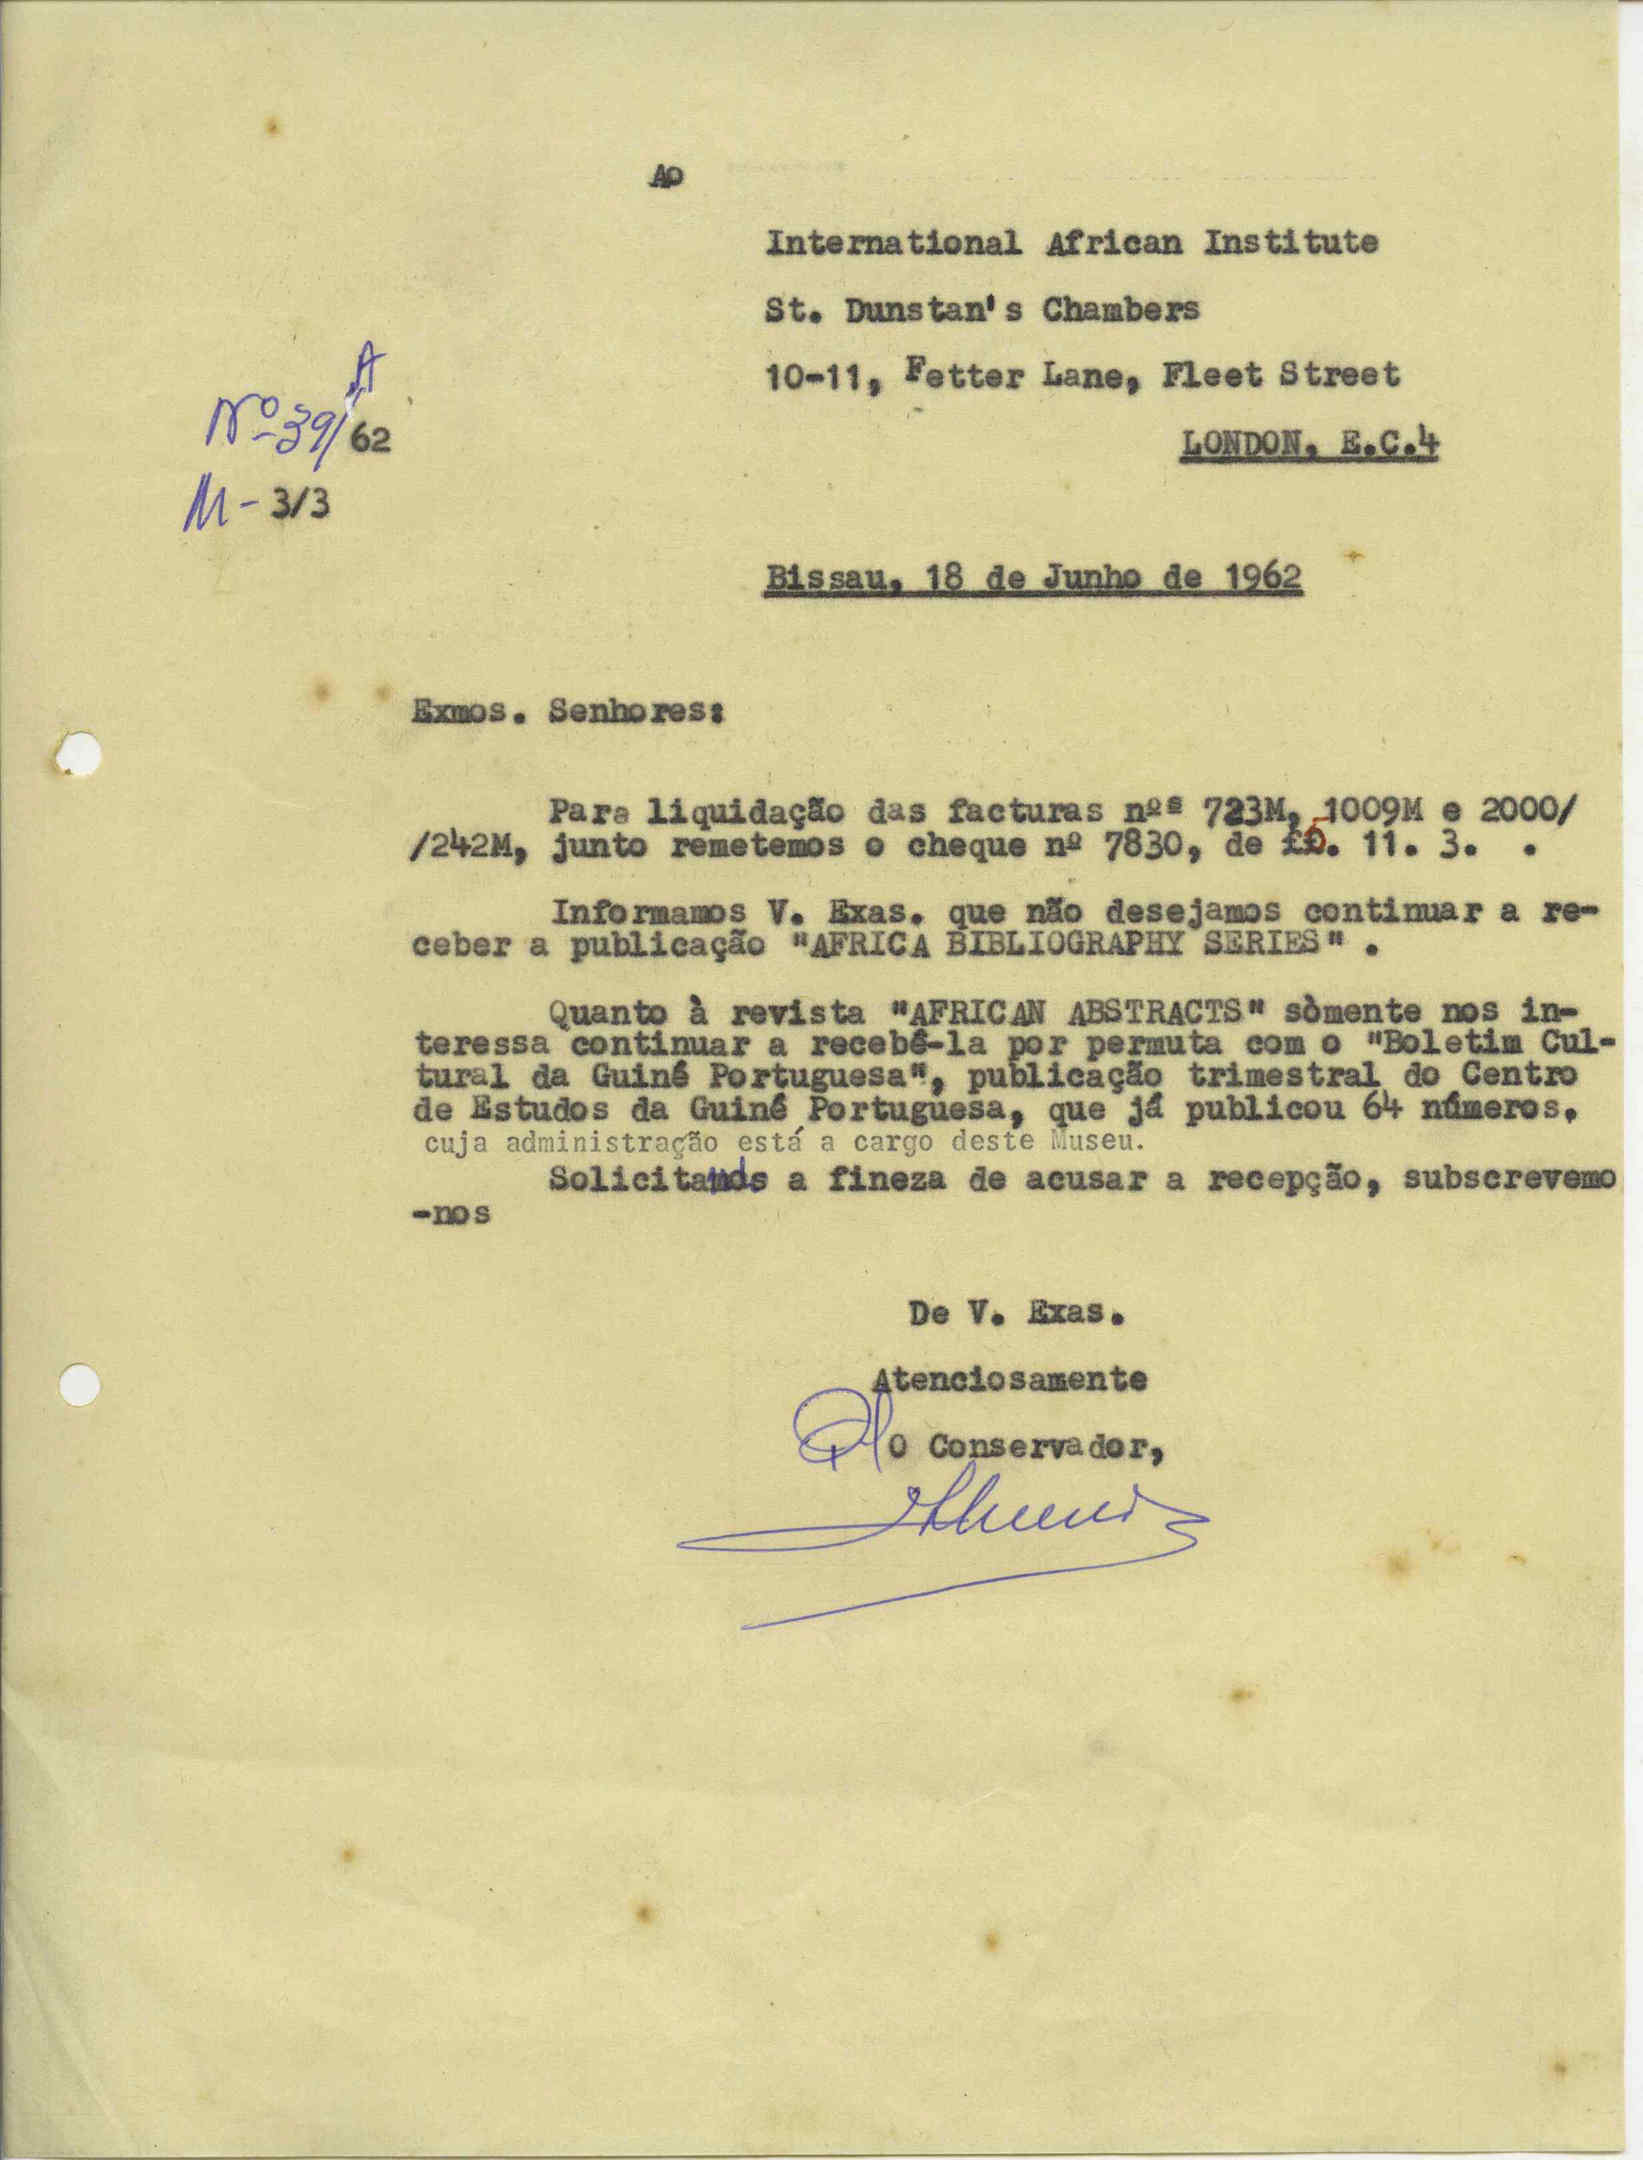 Ao
International African Institute
St. Dunstan's Chambers
10-11, Fetter Lane, Fleet Street
LONDON, E.C.4
A
Nº 39/62
M - 3/3
Bissau, 18 de Junho de 1962
Exmos. Senhores:
Para liquidação das facturas nºs 723M, 1009M e 2000/
/242M, junto remetemos o cheque nº 7830, de ££. 11. 3. .
Informamos V. Exas. que não desejamos continuar a re-
ceber a publicação "AFRICA BIBLIOGRAPHY SERIES" .
Quanto à revista "AFRICAN ABSTRACTS" sòmente nos in-
teressa continuar a recebê-la por permuta com o "Boletim Cul-
tural da Guiné Portuguesa", publicação trimestral do Centro
de Estudos da Guiné Portuguesa, que já publicou 64 números,
cuja administração está a cargo deste Museu.
Solicitando a fineza de acusar a recepção, subscrevemo
-nos
De V. Exas.
Atenciosamente
O Conservador,